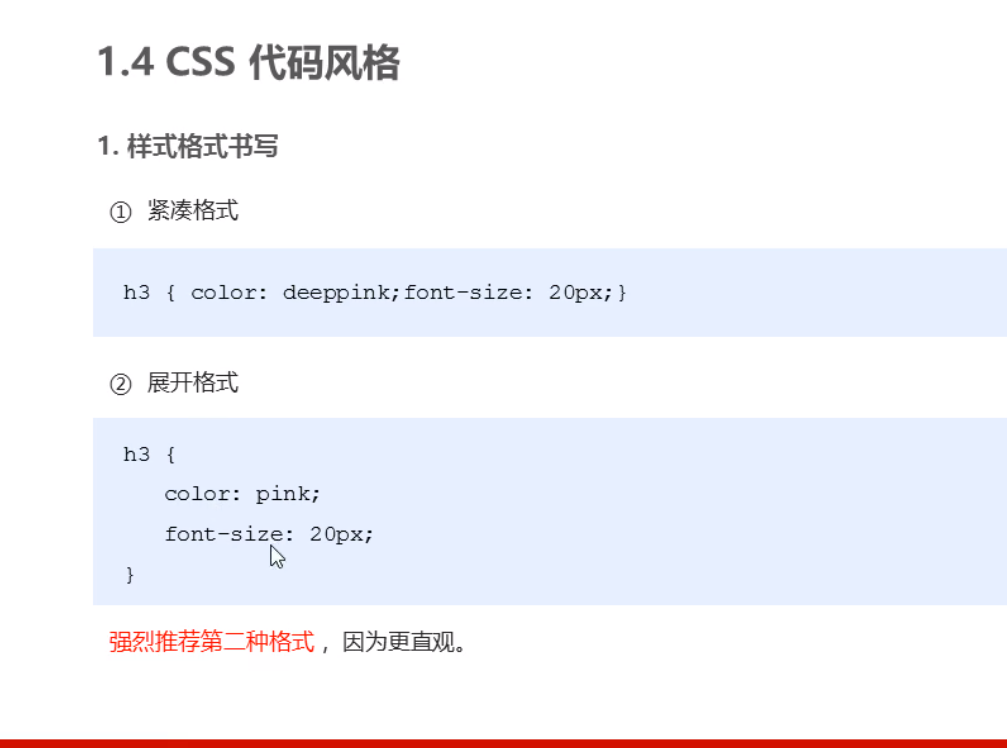 1.4 CSS 代码风格
1. 样式格式书写
① 紧凑格式
h3 { color: deeppink;font-size: 20px;}
② 展开格式
h3 {
color: pink;
font-size: 20px;
}
强烈推荐第二种格式，因为更直观。